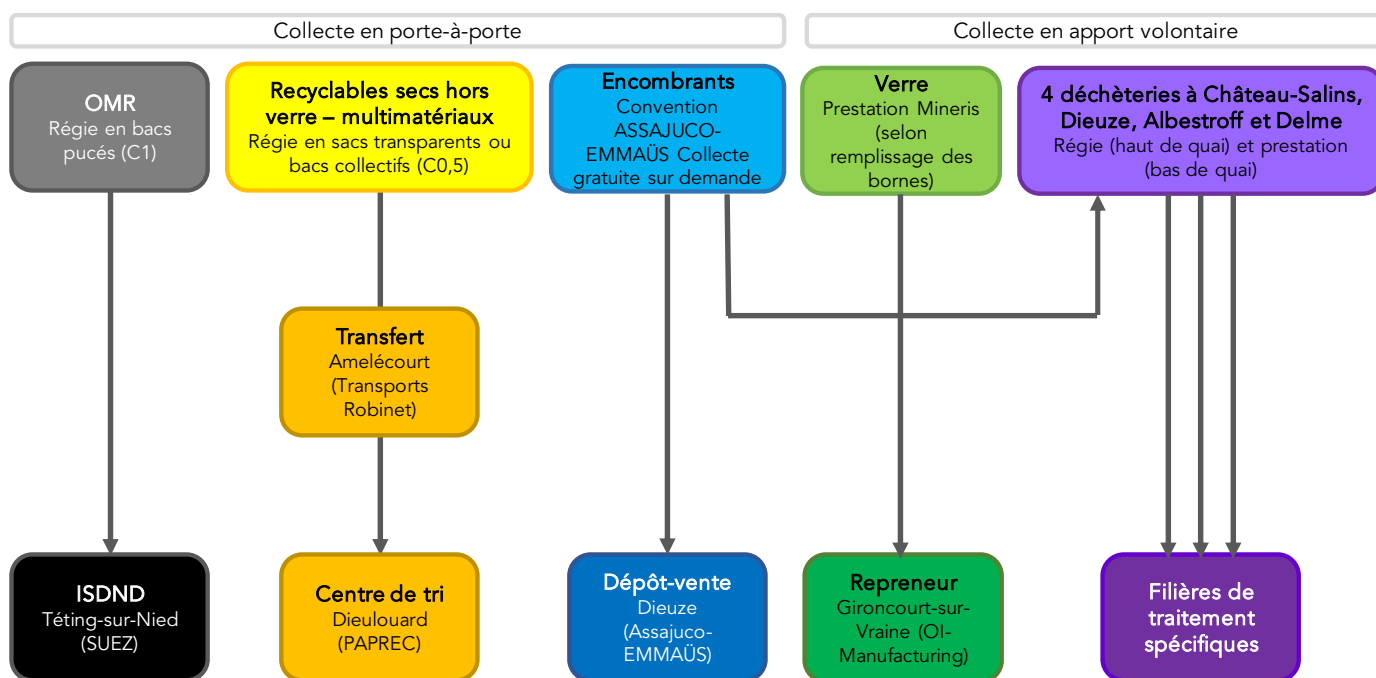 Collecte en porte-à-porte
Collecte en apport volontaire
OMR
Régie en bacs
pucés (C1)
Recyclables secs hors
verre – multimatériaux
Régie en sacs transparents ou
bacs collectifs (C0,5)
Encombrants
Convention
ASSAJUCO-
EMMAÜS Collecte
gratuite sur demande
Verre
Prestation Mineris
(selon
remplissage des
bornes)
4 déchèteries à Château-Salins,
Dieuze, Albestroff et Delme
Régie (haut de quai) et prestation
(bas de quai)
Transfert
Amelécourt
(Transports
Robinet)
ISDND
Téting-sur-Nied
(SUEZ)
Centre de tri
Dieulouard
(PAPREC)
Dépôt-vente
Dieuze
(Assajuco-
EMMAÜS)
Repreneur
Gironcourt-sur-
Vraine (OI-
Manufacturing)
Filières de
traitement
spécifiques